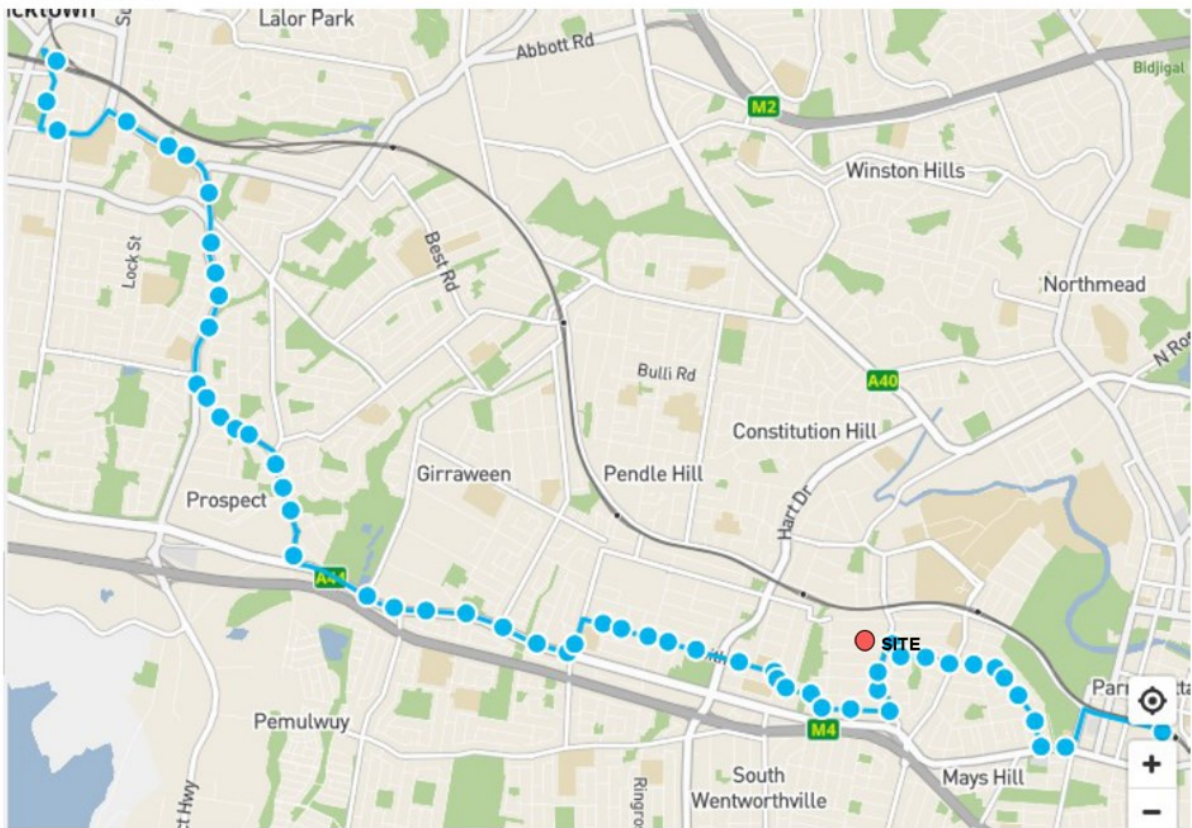 Lalor Park
Abbott Rd
Bidjigal
M2
Winston Hills
Lock St
Best Rd
Northmead
Bulli Rd
A40
Constitution Hill
Girraween
Pendle Hill
Prospect
Hart Dr
A44
SITE
Pemulwuy
M4
South
Wentworthville
Mays Hill
+
−